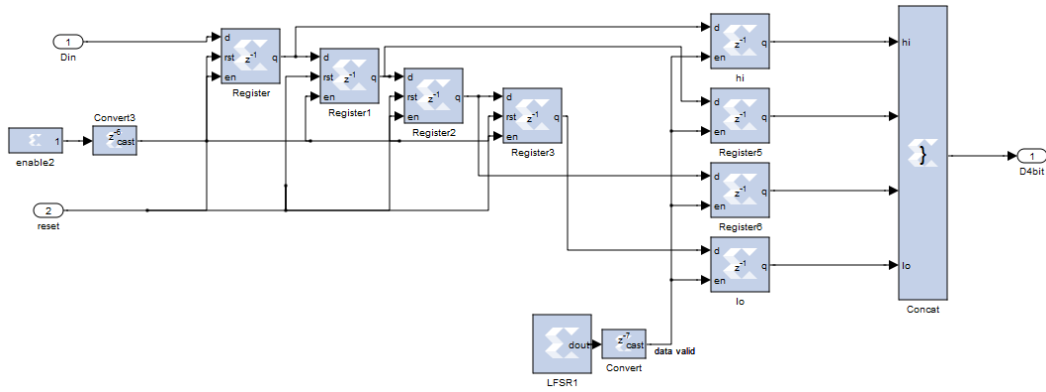 1
Din
d
rst
en
z-1
q
Register
d
rst
en
z-1
q
Register1
d
rst
en
z-1
q
Register2
d
rst
en
z-1
q
Register3
enable2
1
Convert3
z-6
cast
2
reset
d
en
z-1
q
hi
d
en
z-1
q
Register5
d
en
z-1
q
Register6
d
en
z-1
q
lo
hi
lo
}
Concat
1
D4bit
dout
LFSR1
z-7
cast
Convert
data valid